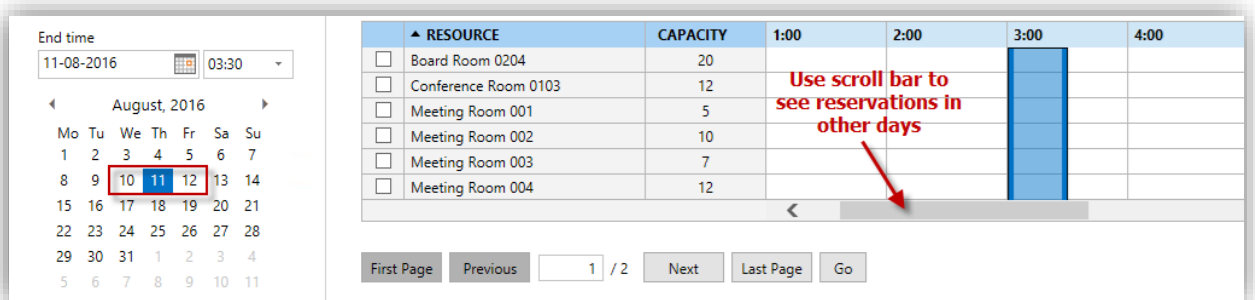 End time
11-08-2016 03:30
August, 2016
Mo Tu We Th Fr Sa Su
1 2 3 4 5 6 7
8 9 10 11 12 13 14
15 16 17 18 19 20 21
22 23 24 25 26 27 28
29 30 31 1 2 3 4
5 6 7 8 9 10 11
RESOURCE CAPACITY 1:00 2:00 3:00 4:00
Board Room 0204 20
Conference Room 0103 12
Meeting Room 001 5
Meeting Room 002 10
Meeting Room 003 7
Meeting Room 004 12
Use scroll bar to
see reservations in
other days
First Page Previous 1 / 2 Next Last Page Go